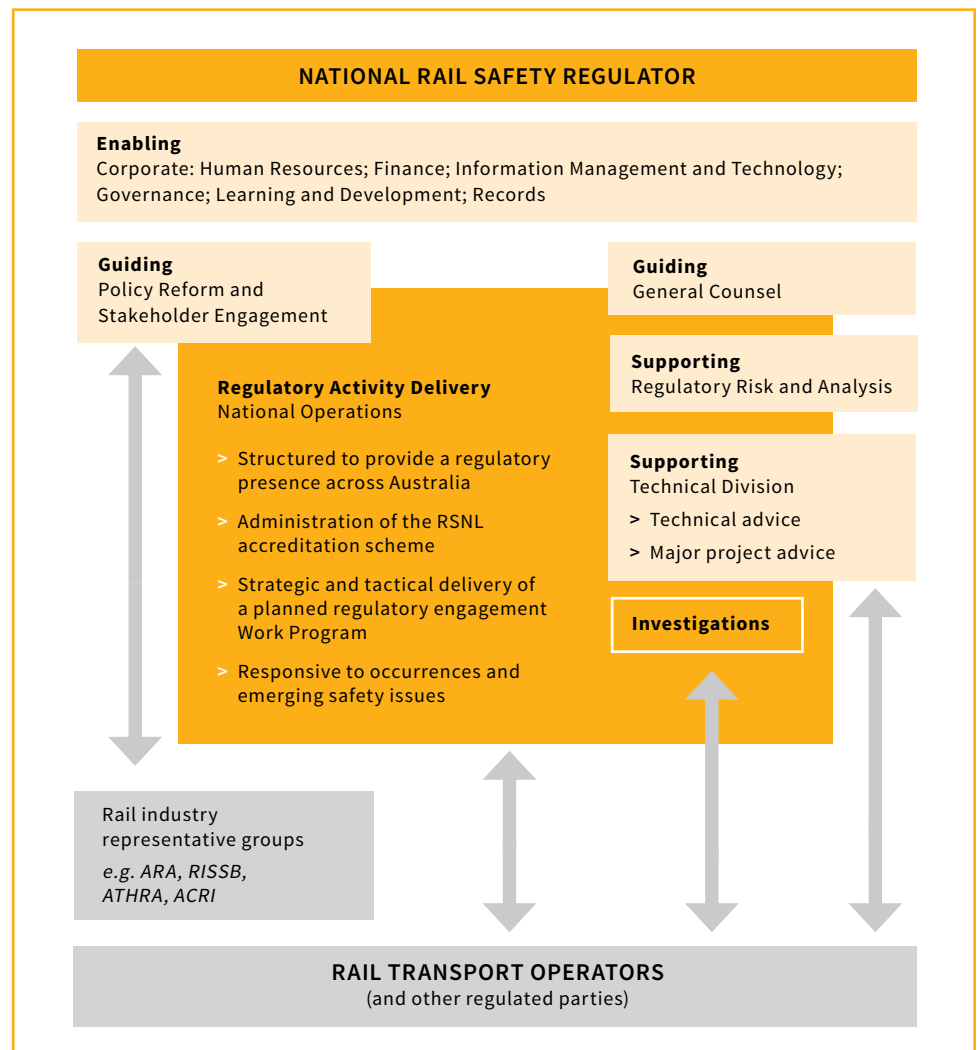 NATIONAL RAIL SAFETY REGULATOR
Enabling
Corporate: Human Resources; Finance; Information Management and Technology;
Governance; Learning and Development; Records
Guiding
Policy Reform and
Stakeholder Engagement
Guiding
General Counsel
Supporting
Regulatory Risk and Analysis
Regulatory Activity Delivery
National Operations
> Structured to provide a regulatory
presence across Australia
> Administration of the RSNL
accreditation scheme
> Strategic and tactical delivery of
a planned regulatory engagement
Work Program
> Responsive to occurrences and
emerging safety issues
Supporting
Technical Division
> Technical advice
> Major project advice
Investigations
Rail industry
representative groups
e.g. ARA, RISSB,
ATHRA, ACRI
RAIL TRANSPORT OPERATORS
(and other regulated parties)